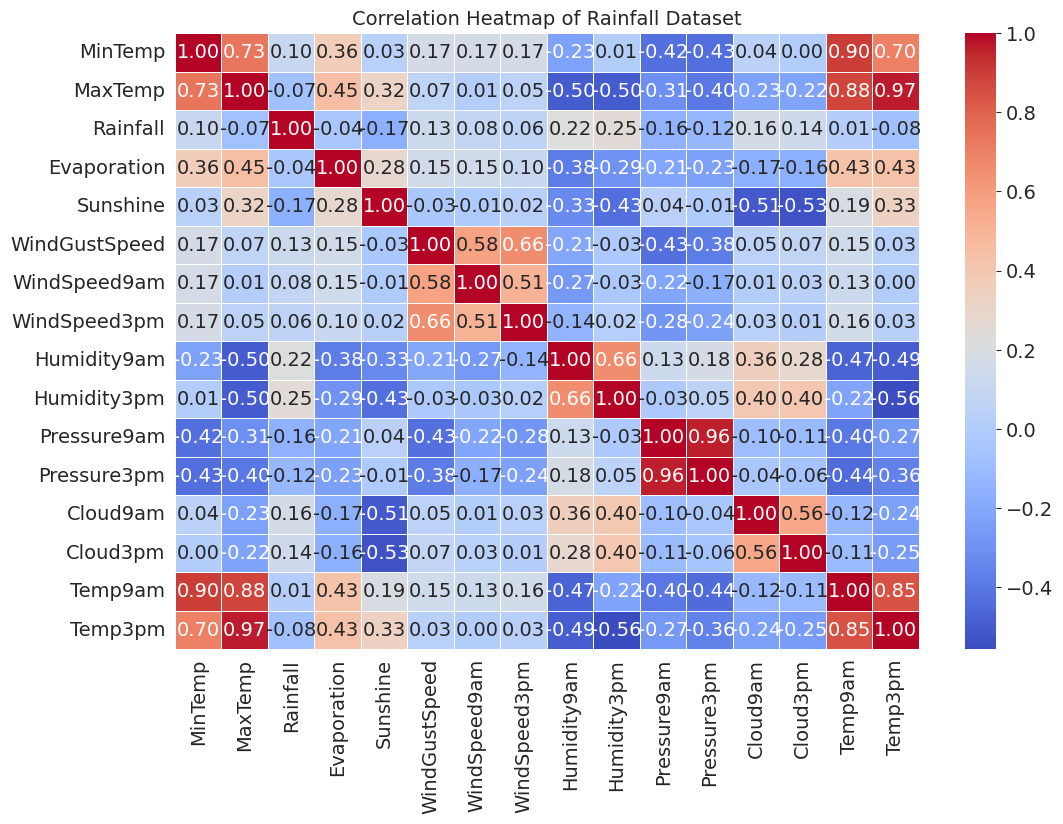 Correlation Heatmap of Rainfall Dataset
MinTemp 1.00 0.73 0.10 0.36 0.03 0.17 0.17 0.17 -0.23 0.01 -0.42 -0.43 0.04 0.00 0.90 0.70
MaxTemp 0.73 1.00 -0.07 0.45 0.32 0.07 0.01 0.05 -0.50 -0.50 -0.31 -0.40 -0.23 -0.22 0.88 0.97
Rainfall 0.10 -0.07 1.00 -0.04 -0.17 0.13 0.08 0.06 0.22 0.25 -0.16 -0.12 0.16 0.14 0.01 -0.08
Evaporation 0.36 0.45 -0.04 1.00 0.28 0.15 0.15 0.10 -0.38 -0.29 -0.21 -0.23 -0.17 -0.16 0.43 0.43
Sunshine 0.03 0.32 -0.17 0.28 1.00 -0.03 -0.01 0.02 -0.33 -0.43 0.04 -0.01 -0.51 -0.53 0.19 0.33
WindGustSpeed 0.17 0.07 0.13 0.15 -0.03 1.00 0.58 0.66 -0.21 -0.03 -0.43 -0.38 0.05 0.07 0.15 0.03
WindSpeed9am 0.17 0.01 0.08 0.15 -0.01 0.58 1.00 0.51 -0.27 -0.03 -0.22 -0.17 0.01 0.03 0.13 0.00
WindSpeed3pm 0.17 0.05 0.06 0.10 0.02 0.66 0.51 1.00 -0.14 0.02 -0.28 -0.24 0.03 0.01 0.16 0.03
Humidity9am -0.23 -0.50 0.22 -0.38 -0.33 -0.21 -0.27 -0.14 1.00 0.66 0.13 0.18 0.36 0.28 -0.47 -0.49
Humidity3pm 0.01 -0.50 0.25 -0.29 -0.43 -0.03 -0.03 0.02 0.66 1.00 -0.03 0.05 0.40 0.40 -0.22 -0.56
Pressure9am -0.42 -0.31 -0.16 -0.21 0.04 -0.43 -0.22 -0.28 0.13 -0.03 1.00 0.96 -0.10 -0.11 -0.40 -0.27
Pressure3pm -0.43 -0.40 -0.12 -0.23 -0.01 -0.38 -0.17 -0.24 0.18 0.05 0.96 1.00 -0.04 -0.06 -0.44 -0.36
Cloud9am 0.04 -0.23 0.16 -0.17 -0.51 0.05 0.01 0.03 0.36 0.40 -0.10 -0.04 1.00 0.56 -0.12 -0.24
Cloud3pm 0.00 -0.22 0.14 -0.16 -0.53 0.07 0.03 0.01 0.28 0.40 -0.11 -0.06 0.56 1.00 -0.11 -0.25
Temp9am 0.90 0.88 0.01 0.43 0.19 0.15 0.13 0.16 -0.47 -0.22 -0.40 -0.44 -0.12 -0.11 1.00 0.85
Temp3pm 0.70 0.97 -0.08 0.43 0.33 0.03 0.00 0.03 -0.49 -0.56 -0.27 -0.36 -0.24 -0.25 0.85 1.00
MinTemp
MaxTemp
Rainfall
Evaporation
Sunshine
WindGustSpeed
WindSpeed9am
WindSpeed3pm
Humidity9am
Humidity3pm
Pressure9am
Pressure3pm
Cloud9am
Cloud3pm
Temp9am
Temp3pm
1.0
0.8
0.6
0.4
0.2
0.0
−0.2
−0.4